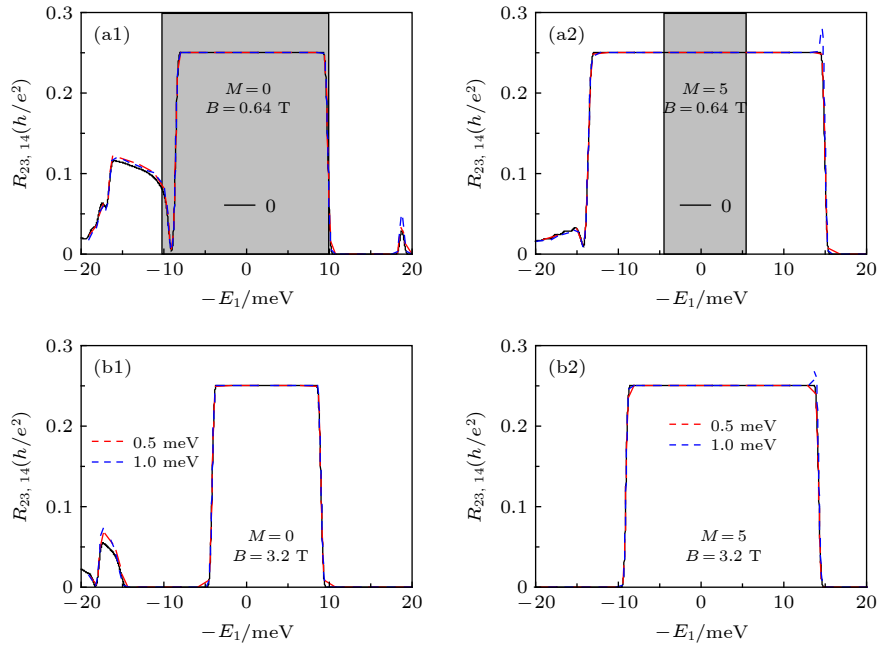 0.3
(a1)
0.2
M = 0
B = 0.64 T
0.1
0
0
−20
−10
0
10
20
−E1/meV
R23, 14(h/e2)
0.3
(a2)
0.2
M = 5
B = 0.64 T
0.1
0
0
−20
−10
0
10
20
−E1/meV
R23, 14(h/e2)
0.3
(b1)
0.2
0.5 meV
1.0 meV
0.1
M = 0
B = 3.2 T
0
−20
−10
0
10
20
−E1/meV
R23, 14(h/e2)
0.3
(b2)
0.2
0.5 meV
1.0 meV
0.1
M = 5
B = 3.2 T
0
−20
−10
0
10
20
−E1/meV
R23, 14(h/e2)